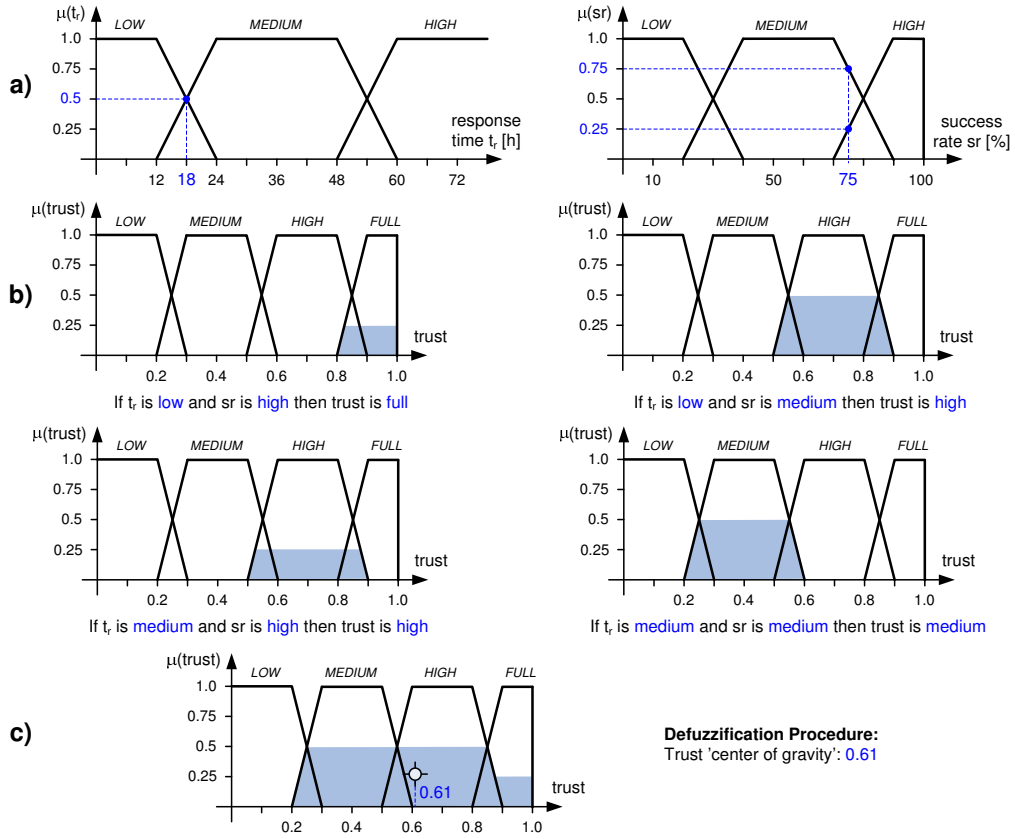 a)
μ(tr)
LOW MEDIUM HIGH
1.0
0.75
0.5
0.25
response
time tr [h]
12 18 24 36 48 60 72
μ(sr)
LOW MEDIUM HIGH
1.0
0.75
0.5
0.25
success
rate sr [%]
10 50 75 100
b)
μ(trust)
LOW MEDIUM HIGH FULL
1.0
0.75
0.5
0.25
trust
0.2 0.4 0.6 0.8 1.0
If tr is low and sr is high then trust is full
μ(trust)
LOW MEDIUM HIGH FULL
1.0
0.75
0.5
0.25
trust
0.2 0.4 0.6 0.8 1.0
If tr is low and sr is medium then trust is high
μ(trust)
LOW MEDIUM HIGH FULL
1.0
0.75
0.5
0.25
trust
0.2 0.4 0.6 0.8 1.0
If tr is medium and sr is high then trust is high
μ(trust)
LOW MEDIUM HIGH FULL
1.0
0.75
0.5
0.25
trust
0.2 0.4 0.6 0.8 1.0
If tr is medium and sr is medium then trust is medium
c)
μ(trust)
LOW MEDIUM HIGH FULL
1.0
0.75
0.5
0.25
0.61
trust
0.2 0.4 0.6 0.8 1.0
Defuzzification Procedure:
Trust 'center of gravity': 0.61